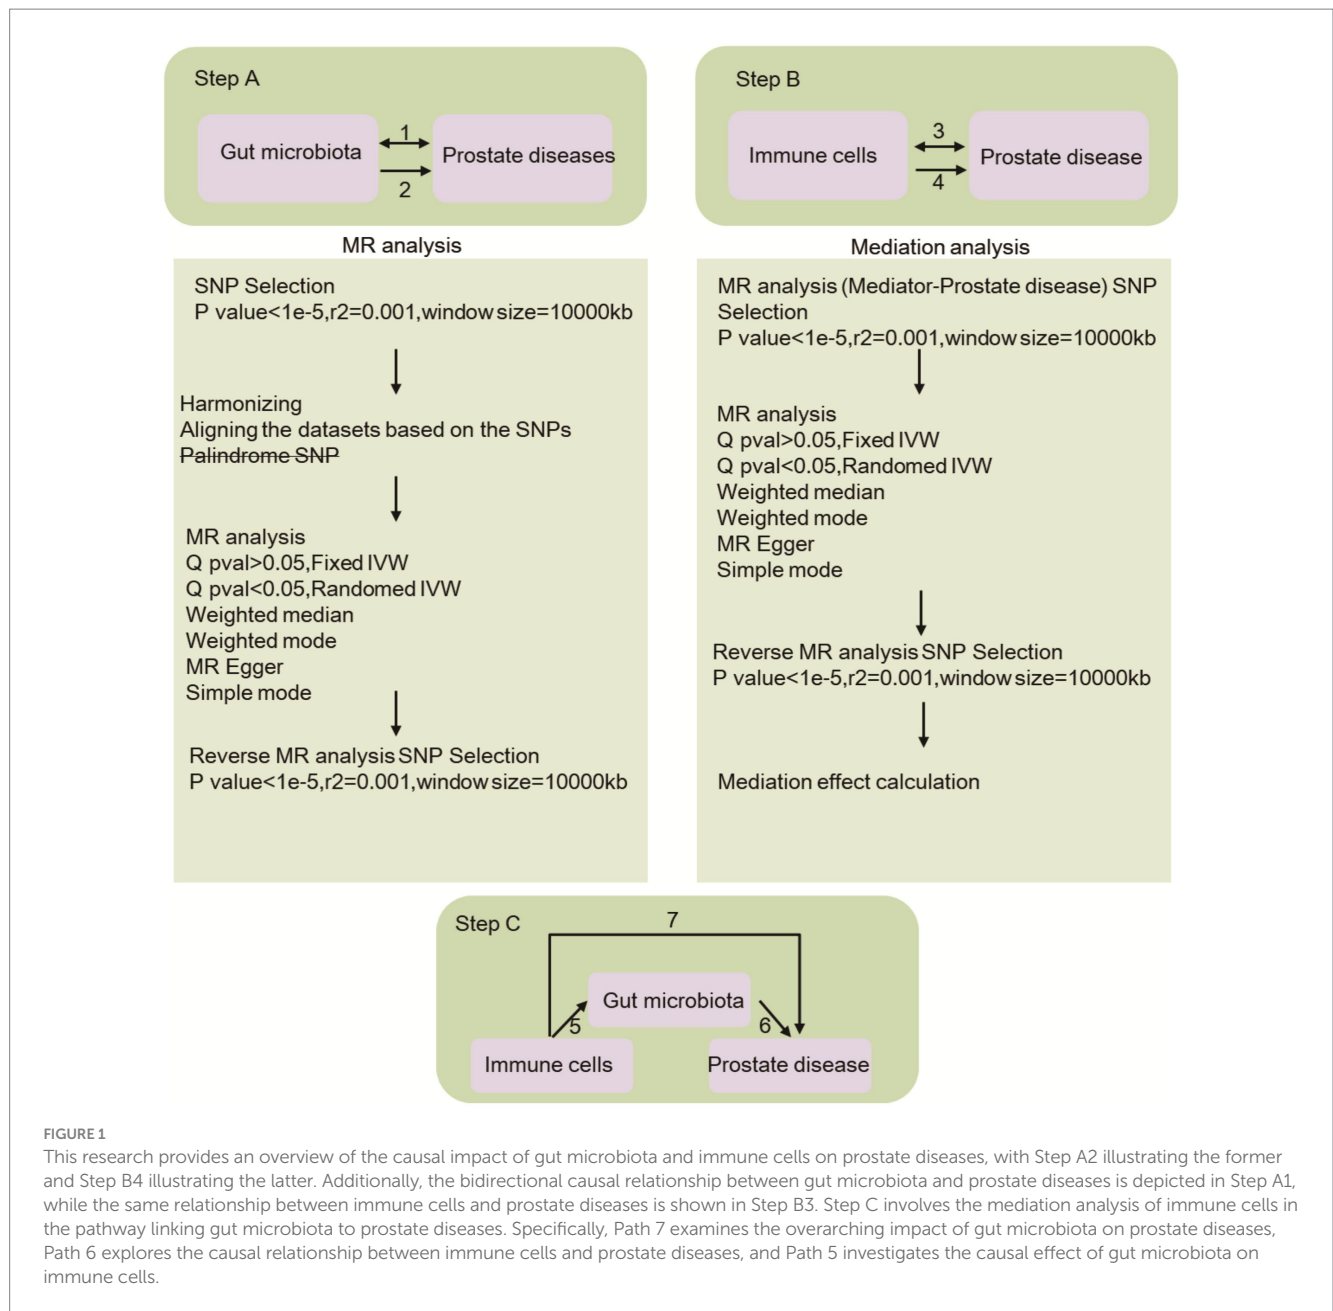 Step A
Gut microbiota
1
2
Prostate diseases
Step B
Immune cells
3
4
Prostate disease
MR analysis
SNP Selection
P value<1e-5,r2=0.001,window size=10000kb
Harmonizing
Aligning the datasets based on the SNPs
Palindrome SNP
MR analysis
Q pval>0.05,Fixed IVW
Q pval<0.05,Randomed IVW
Weighted median
Weighted mode
MR Egger
Simple mode
Reverse MR analysis SNP Selection
P value<1e-5,r2=0.001,window size=10000kb
Mediation analysis
MR analysis (Mediator-Prostate disease) SNP
Selection
P value<1e-5,r2=0.001,window size=10000kb
MR analysis
Q pval>0.05,Fixed IVW
Q pval<0.05,Randomed IVW
Weighted median
Weighted mode
MR Egger
Simple mode
Reverse MR analysis SNP Selection
P value<1e-5,r2=0.001,window size=10000kb
Mediation effect calculation
Step C
7
Gut microbiota
5
6
Immune cells
Prostate disease
FIGURE 1
This research provides an overview of the causal impact of gut microbiota and immune cells on prostate diseases, with Step A2 illustrating the former
and Step B4 illustrating the latter. Additionally, the bidirectional causal relationship between gut microbiota and prostate diseases is depicted in Step A1,
while the same relationship between immune cells and prostate diseases is shown in Step B3. Step C involves the mediation analysis of immune cells in
the pathway linking gut microbiota to prostate diseases. Specifically, Path 7 examines the overarching impact of gut microbiota on prostate diseases,
Path 6 explores the causal relationship between immune cells and prostate diseases, and Path 5 investigates the causal effect of gut microbiota on
immune cells.